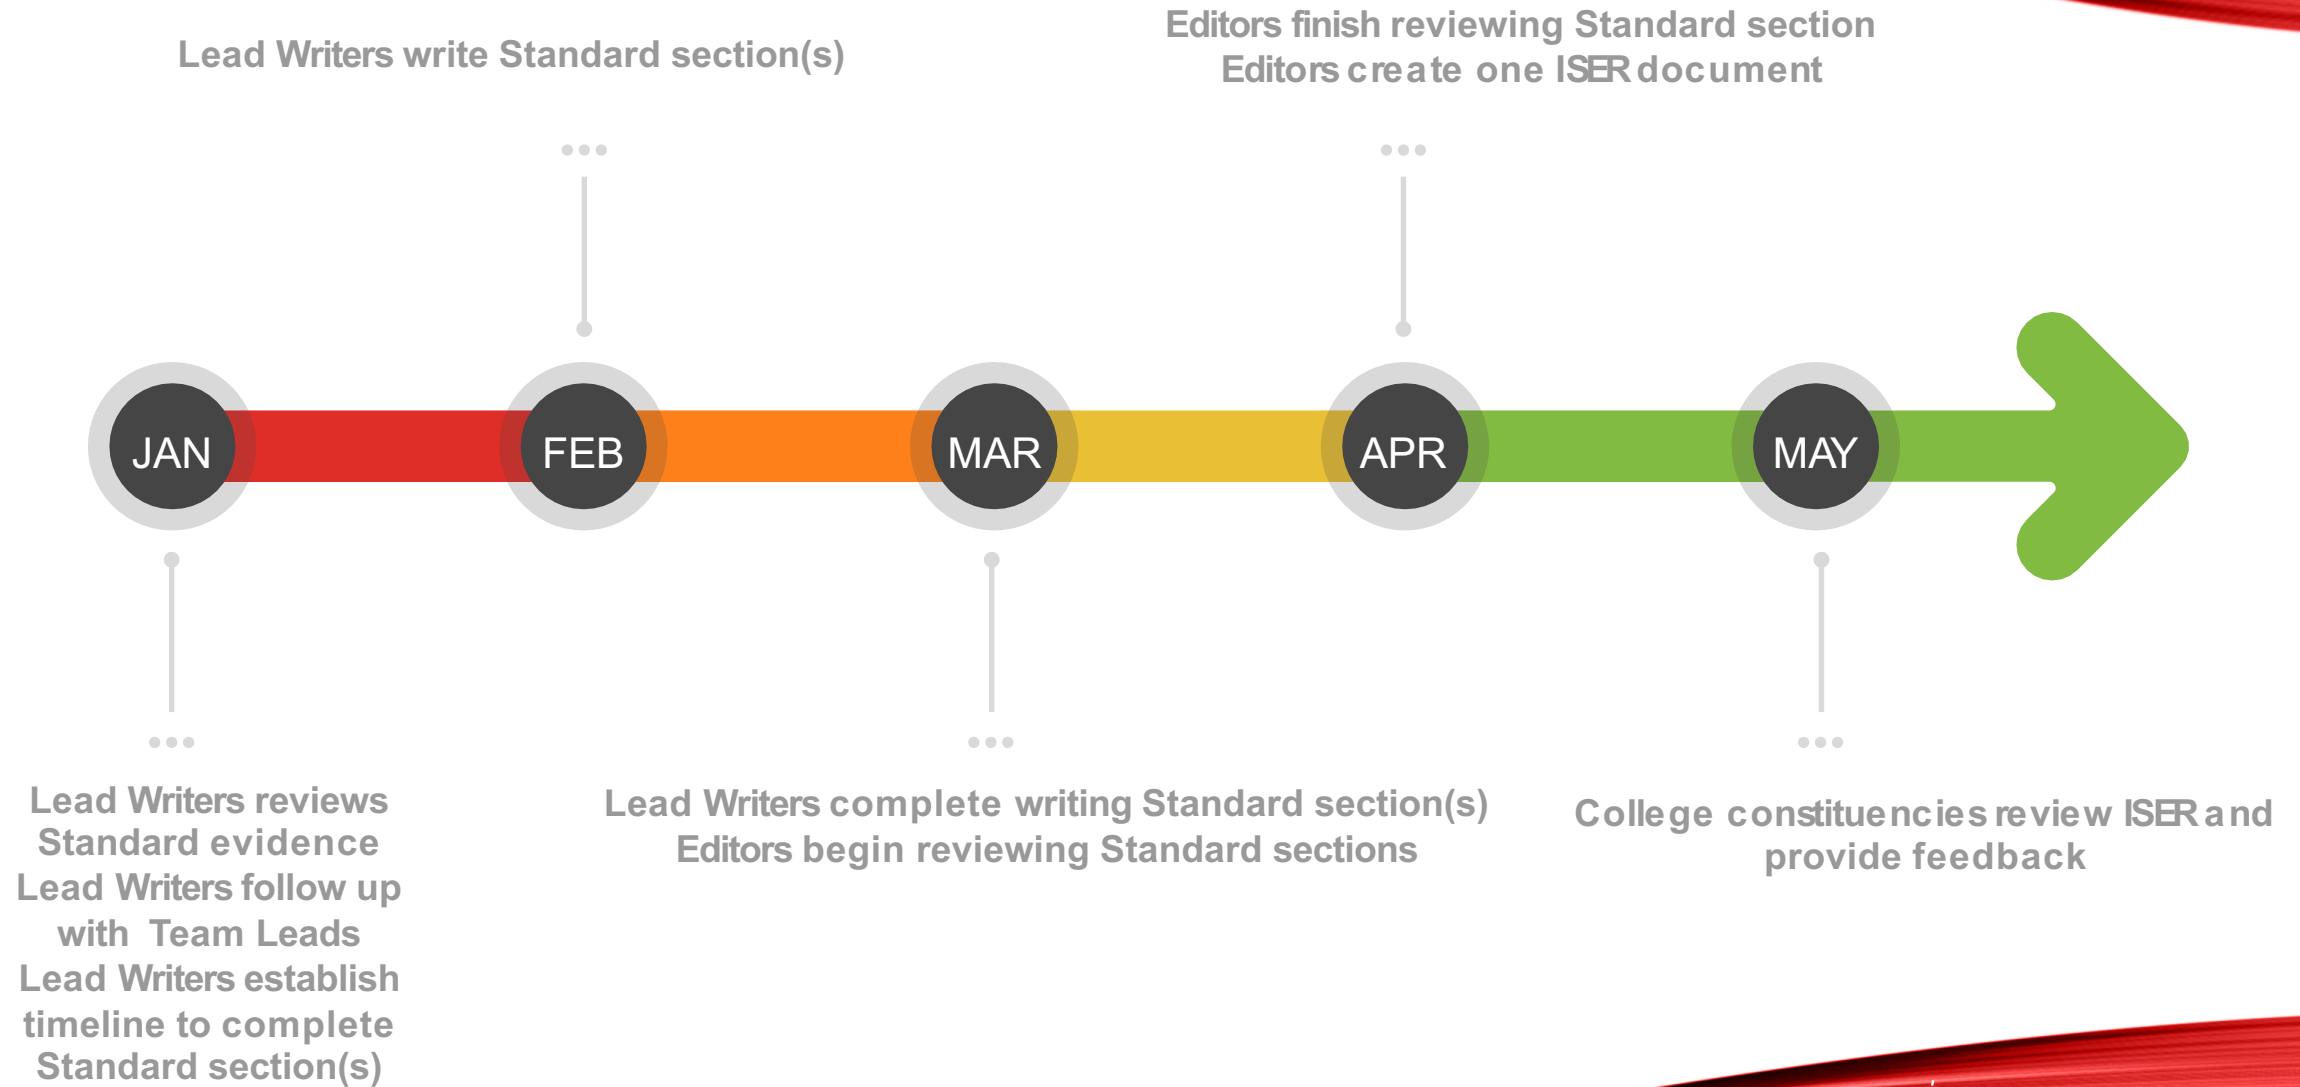 Lead Writers write Standard section(s)
Editors finish reviewing Standard section
Editors create one ISER document
JAN
FEB
MAR
APR
MAY
Lead Writers reviews
Standard evidence
Lead Writers follow up
with Team Leads
Lead Writers establish
timeline to complete
Standard section(s)
Lead Writers complete writing Standard section(s)
Editors begin reviewing Standard sections
College constituencies review ISER and
provide feedback